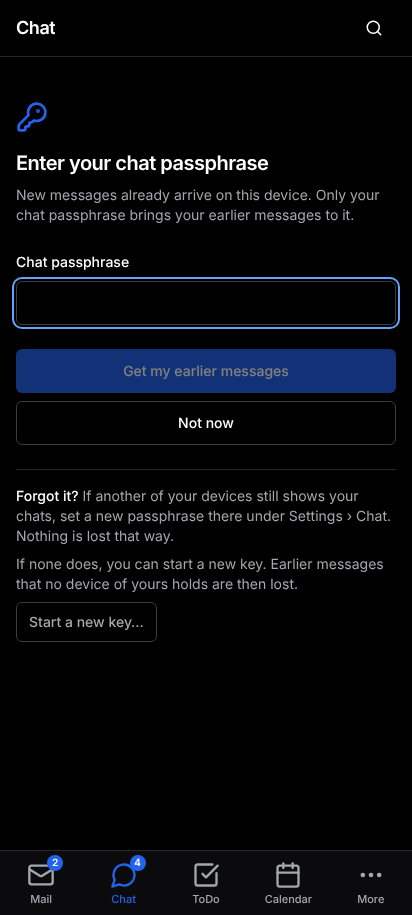 Chat
Enter your chat passphrase
New messages already arrive on this device. Only your
chat passphrase brings your earlier messages to it.
Chat passphrase
Get my earlier messages
Not now
Forgot it? If another of your devices still shows your
chats, set a new passphrase there under Settings › Chat.
Nothing is lost that way.
If none does, you can start a new key. Earlier messages
that no device of yours holds are then lost.
Start a new key...
2
4
Mail
Chat
ToDo
Calendar
More